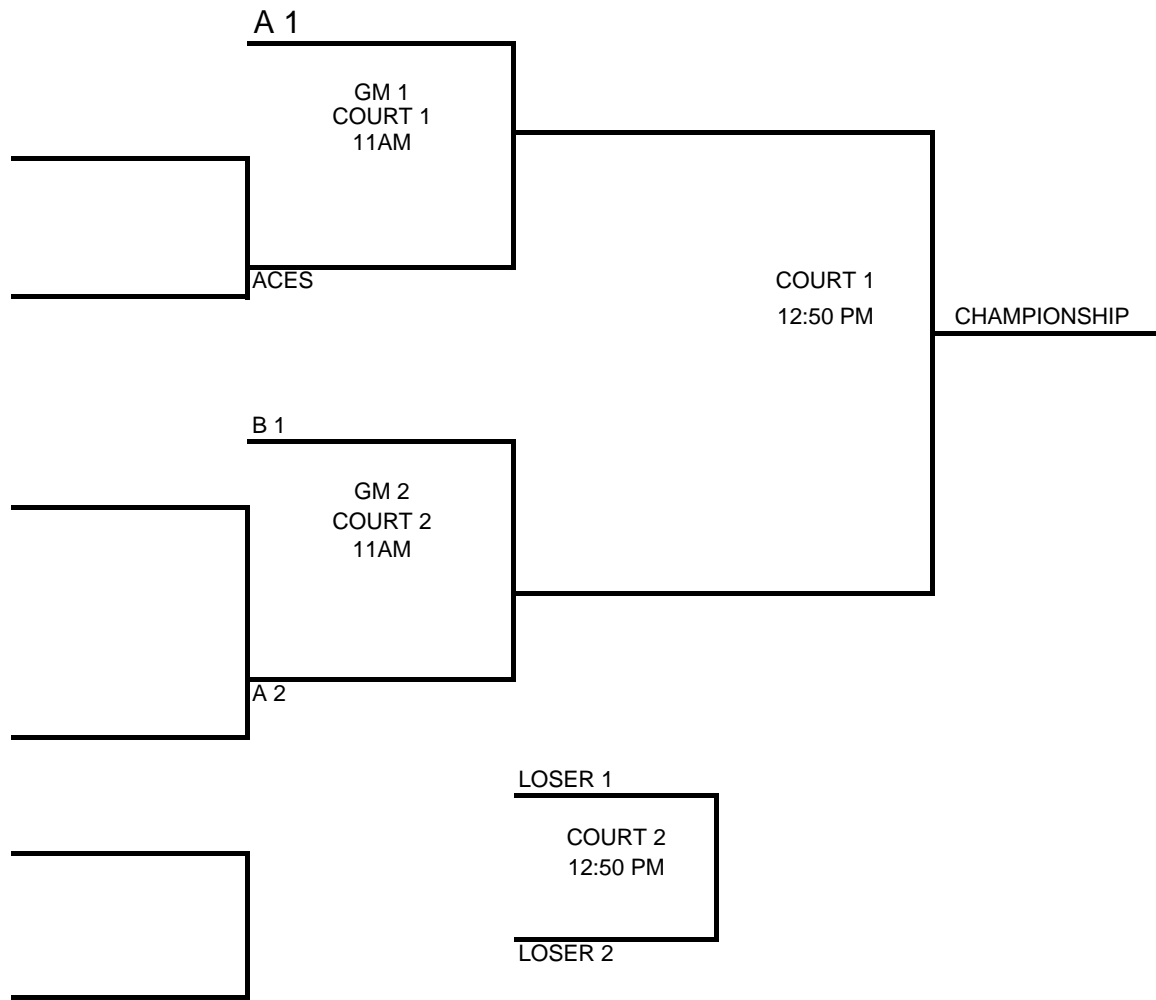 A 1
GM 1
COURT 1
11AM
ACES
COURT 1
12:50 PM
CHAMPIONSHIP
B 1
GM 2
COURT 2
11AM
A 2
LOSER 1
COURT 2
12:50 PM
LOSER 2